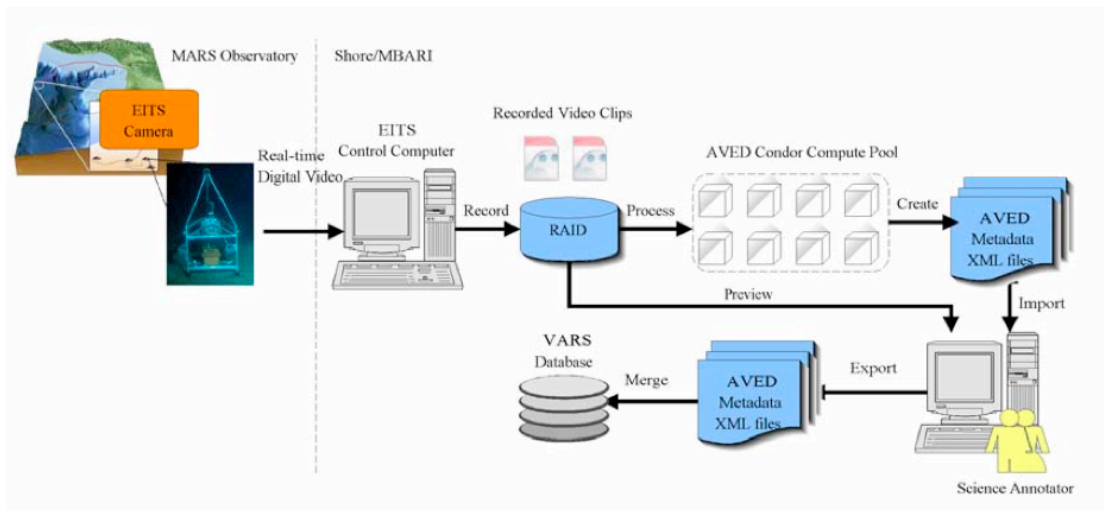 MARS Observatory
Shore/MBARI
EITS
Camera
Real-time
Digital Video
EITS
Control Computer
Record
Recorded Video Clips
RAID
Process
AVED Condor Compute Pool
Create
AVED
Metadata
XML files
Preview
Import
VARS
Database
Merge
AVED
Metadata
XML files
Export
Science Annotator